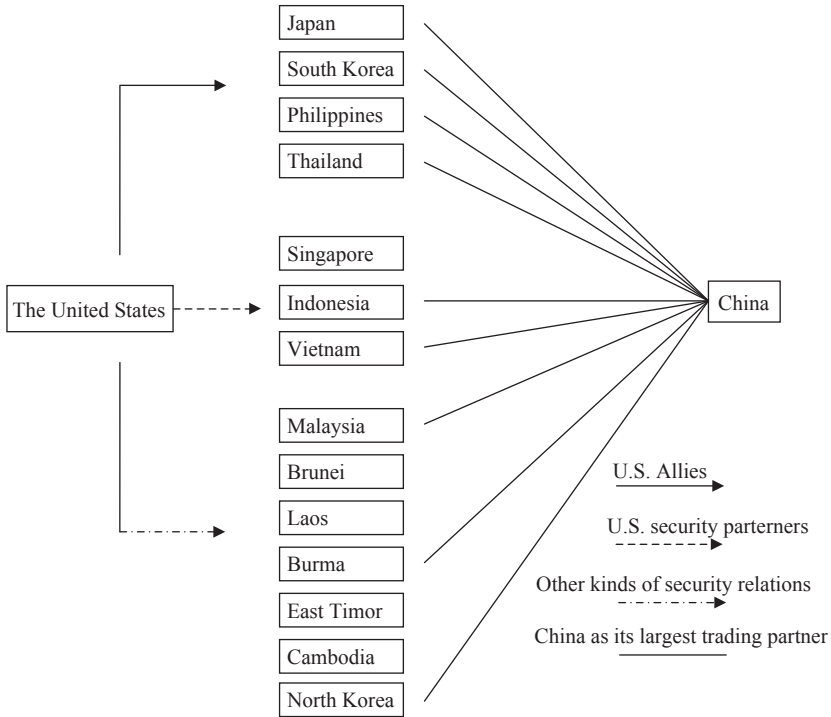 Japan
South Korea
Philippines
Thailand
Singapore
The United States
Indonesia
China
Vietnam
Malaysia
Brunei
Laos
Burma
East Timor
Cambodia
North Korea
U.S. Allies
U.S. security parterners
Other kinds of security relations
China as its largest trading partner